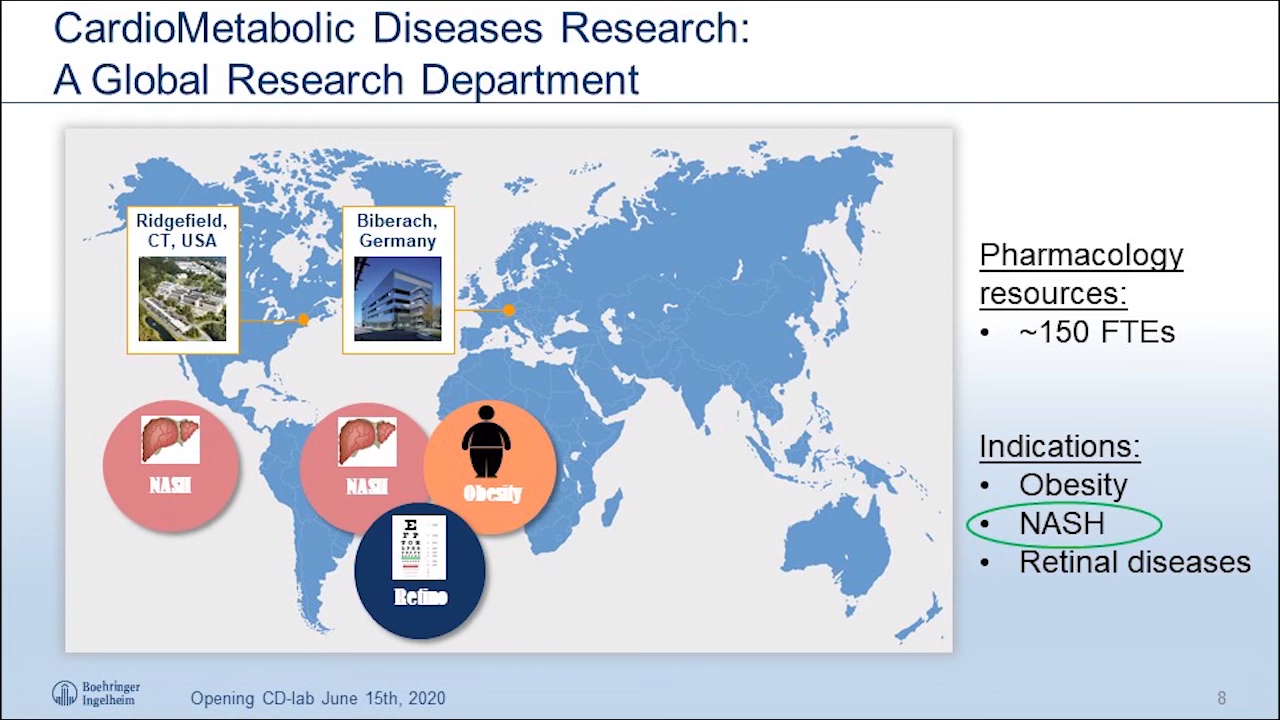 CardioMetabolic Diseases Research:
A Global Research Department
Ridgefield,
CT, USA
Biberach,
Germany
NASH
NASH
Obesity
Retino
Pharmacology
resources:
• ~150 FTEs
Indications:
• Obesity
• NASH
• Retinal diseases
Boehringer
Ingelheim
Opening CD-lab June 15th, 2020
8